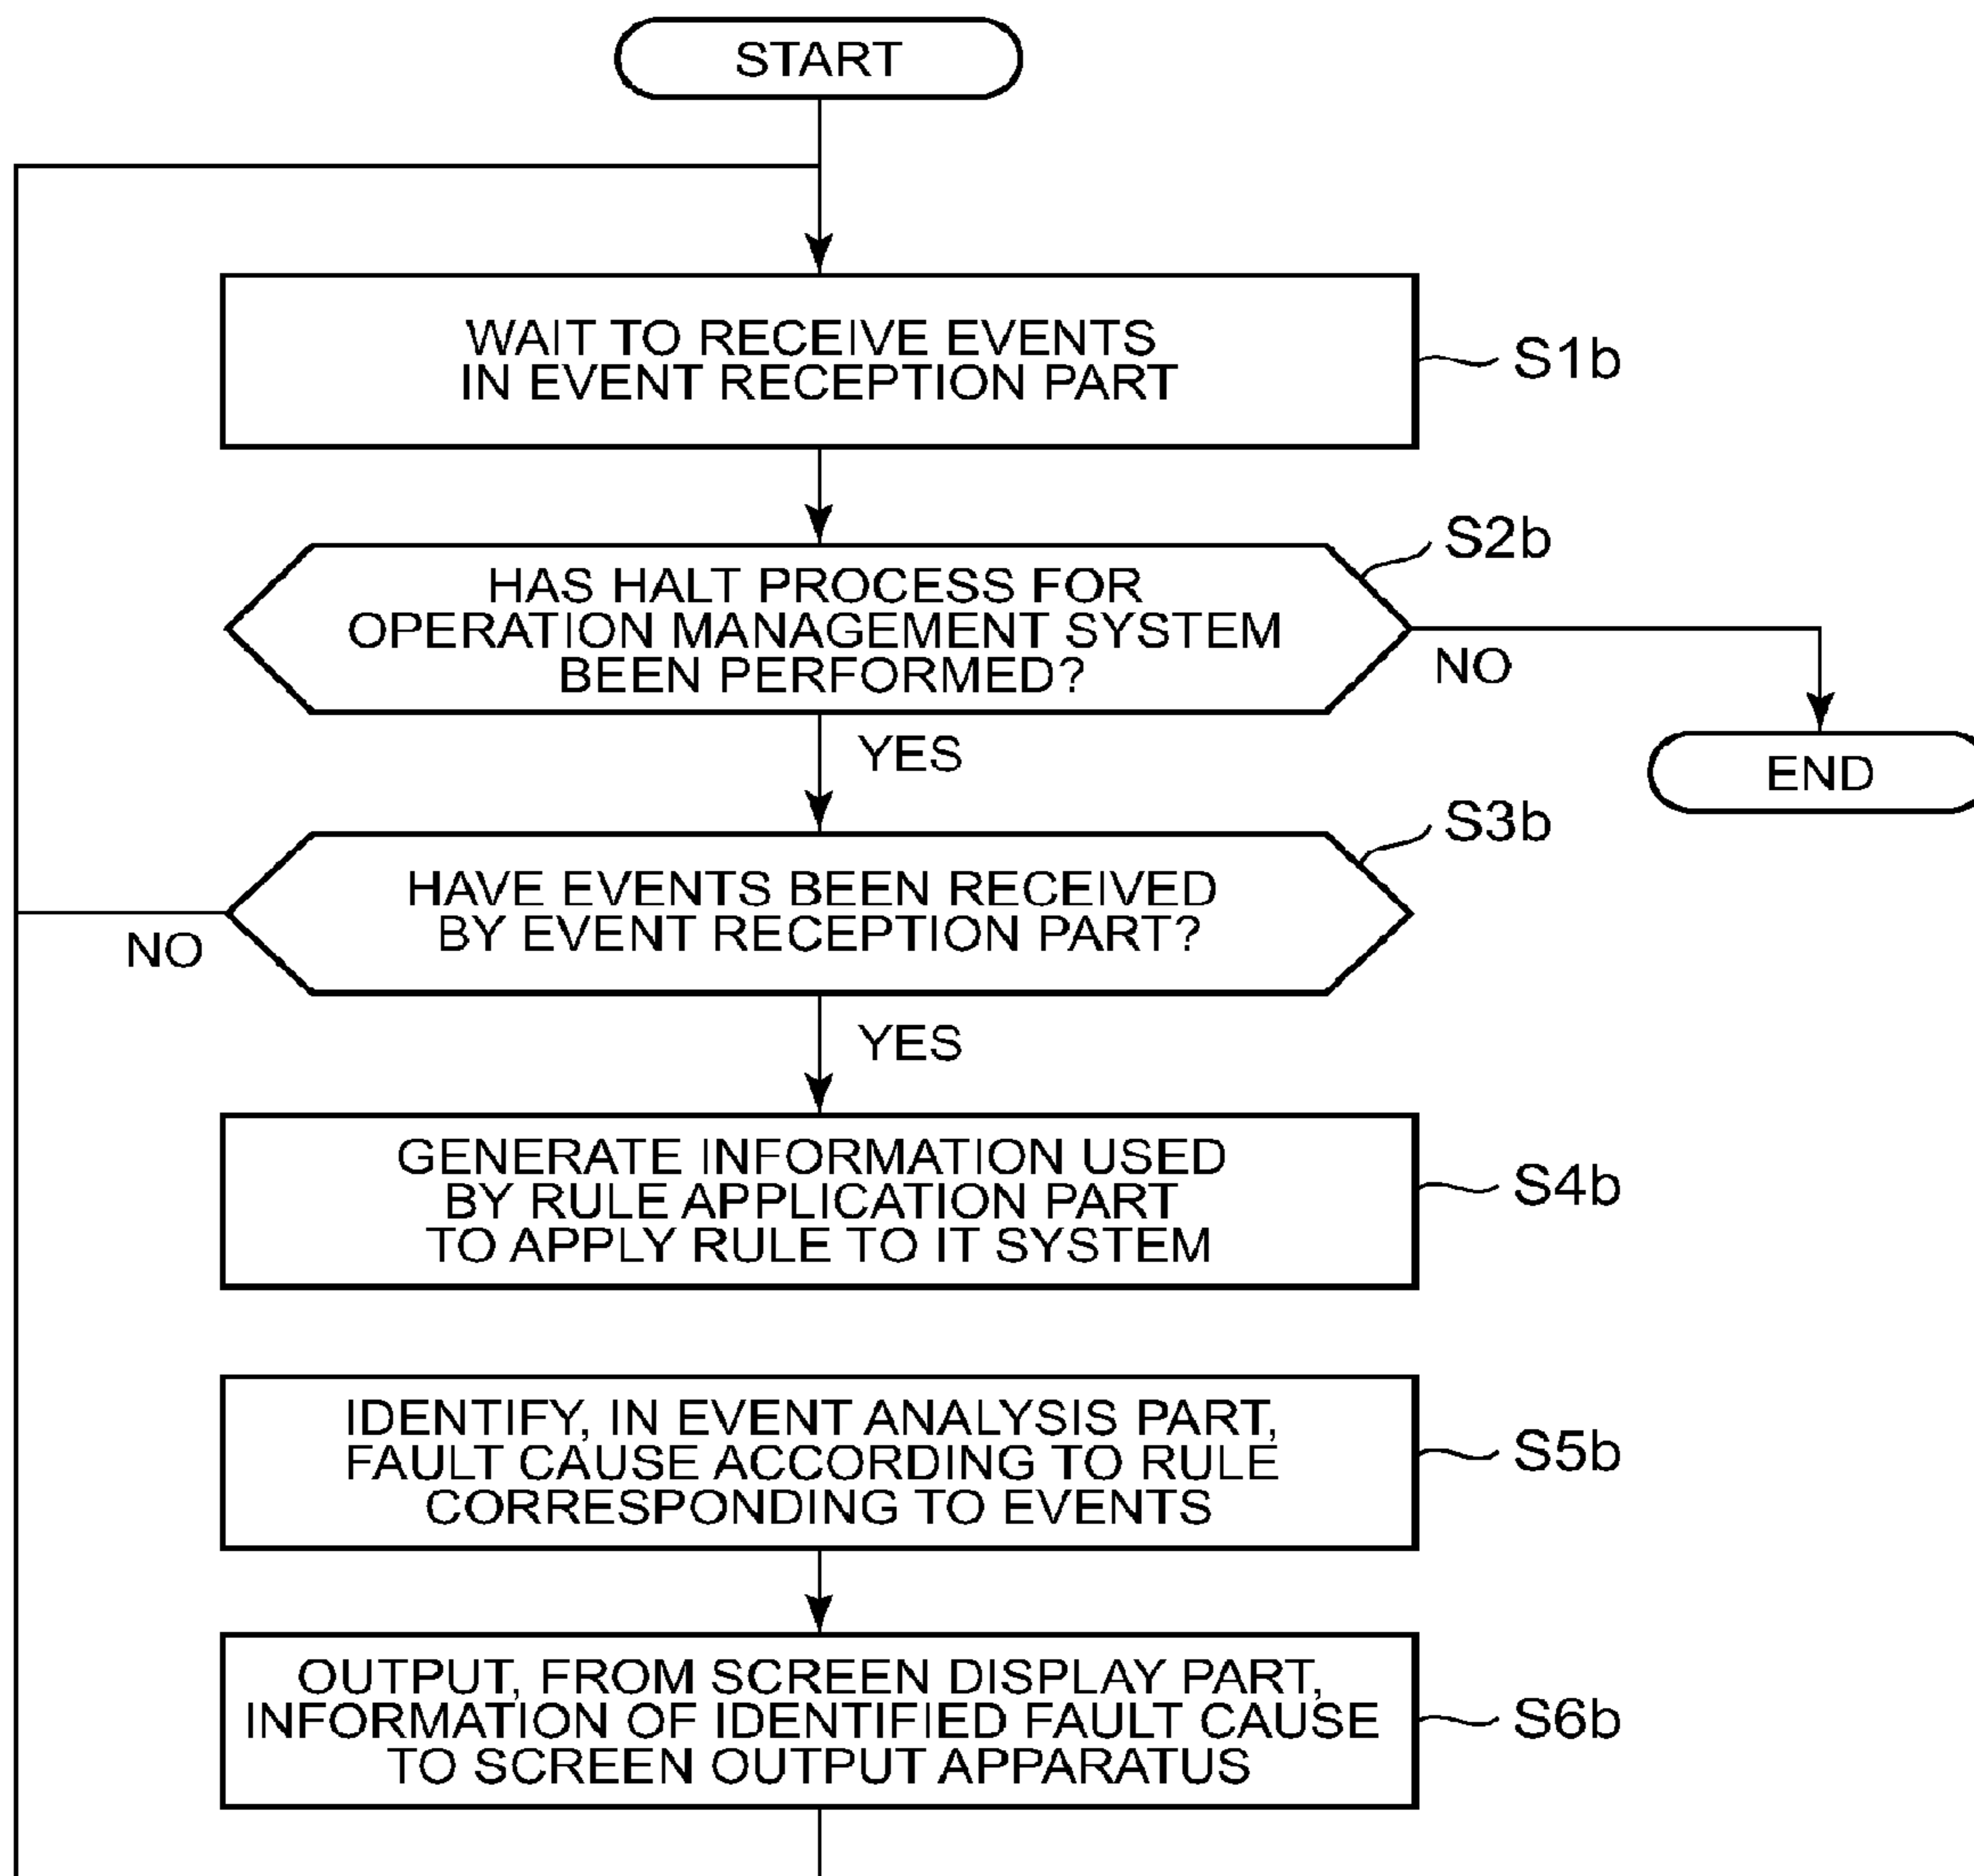 START
WAIT TO RECEIVE EVENTS
IN EVENT RECEPTION PART
S1b
S2b
HAS HALT PROCESS FOR
OPERATION MANAGEMENT SYSTEM
BEEN PERFORMED?
NO
YES
END
S3b
HAVE EVENTS BEEN RECEIVED
BY EVENT RECEPTION PART?
NO
YES
GENERATE INFORMATION USED
BY RULE APPLICATION PART
TO APPLY RULE TO IT SYSTEM
S4b
IDENTIFY, IN EVENT ANALYSIS PART,
FAULT CAUSE ACCORDING TO RULE
CORRESPONDING TO EVENTS
S5b
OUTPUT, FROM SCREEN DISPLAY PART,
INFORMATION OF IDENTIFIED FAULT CAUSE
TO SCREEN OUTPUT APPARATUS
S6b